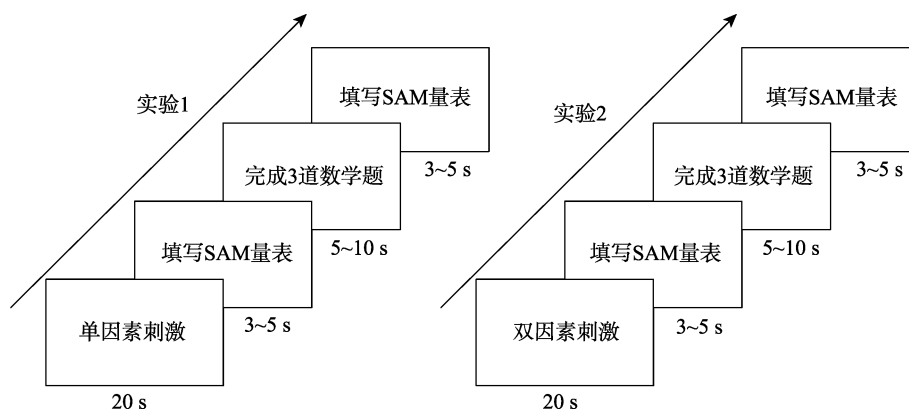 实验1
填写SAM量表
3~5 s
完成3道数学题
5~10 s
填写SAM量表
3~5 s
单因素刺激
20 s
实验2
填写SAM量表
3~5 s
完成3道数学题
5~10 s
填写SAM量表
3~5 s
双因素刺激
20 s